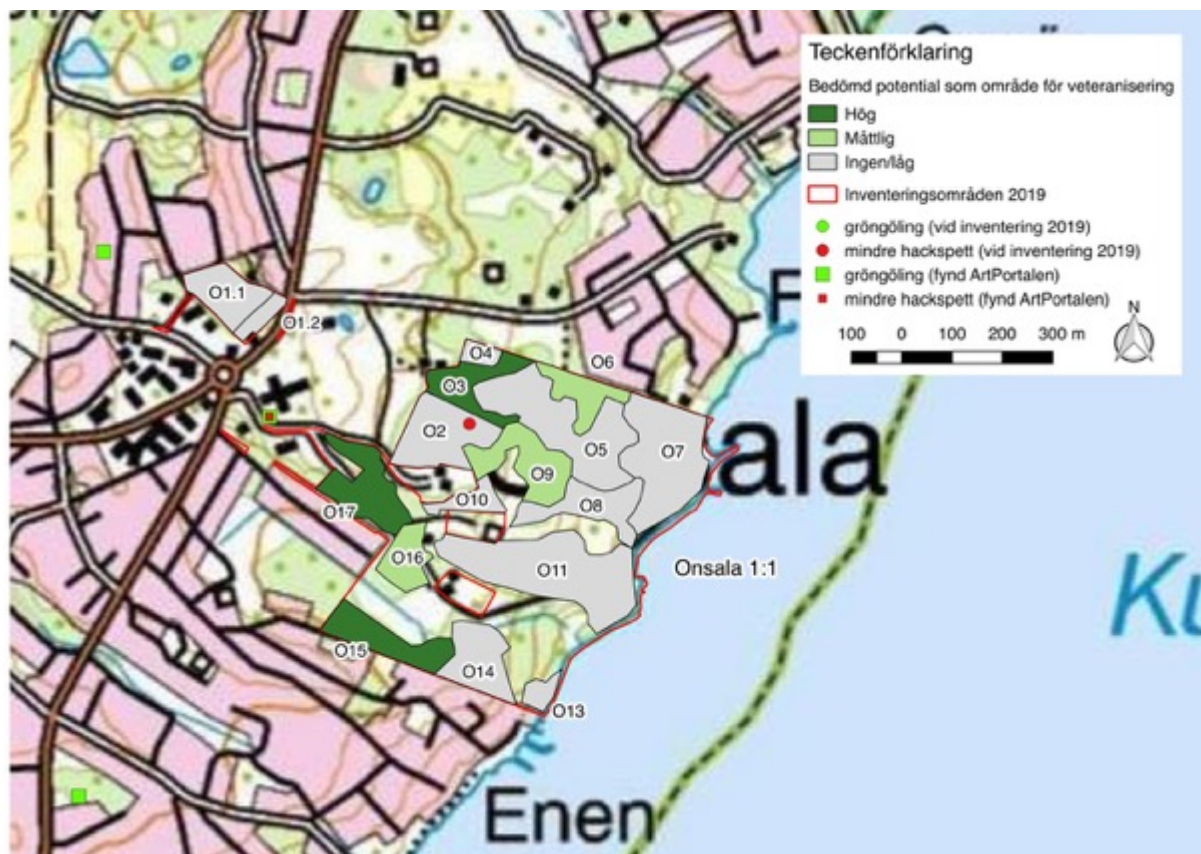 Teckenförklaring
Bedömd potential som område för veteranisering
Hög
Måttlig
Ingen/låg
Inventeringsområden 2019
gröngöling (vid inventering 2019)
mindre hackspett (vid inventering 2019)
gröngöling (fynd ArtPortalen)
mindre hackspett (fynd ArtPortalen)
N
100 0 100 200 300 m
O1.1
O1.2
O4
O6
O3
O2
O5
O7
O9
O10
O8
O17
O16
O11
Onsala 1:1
O15
O14
O13
ala
Enen